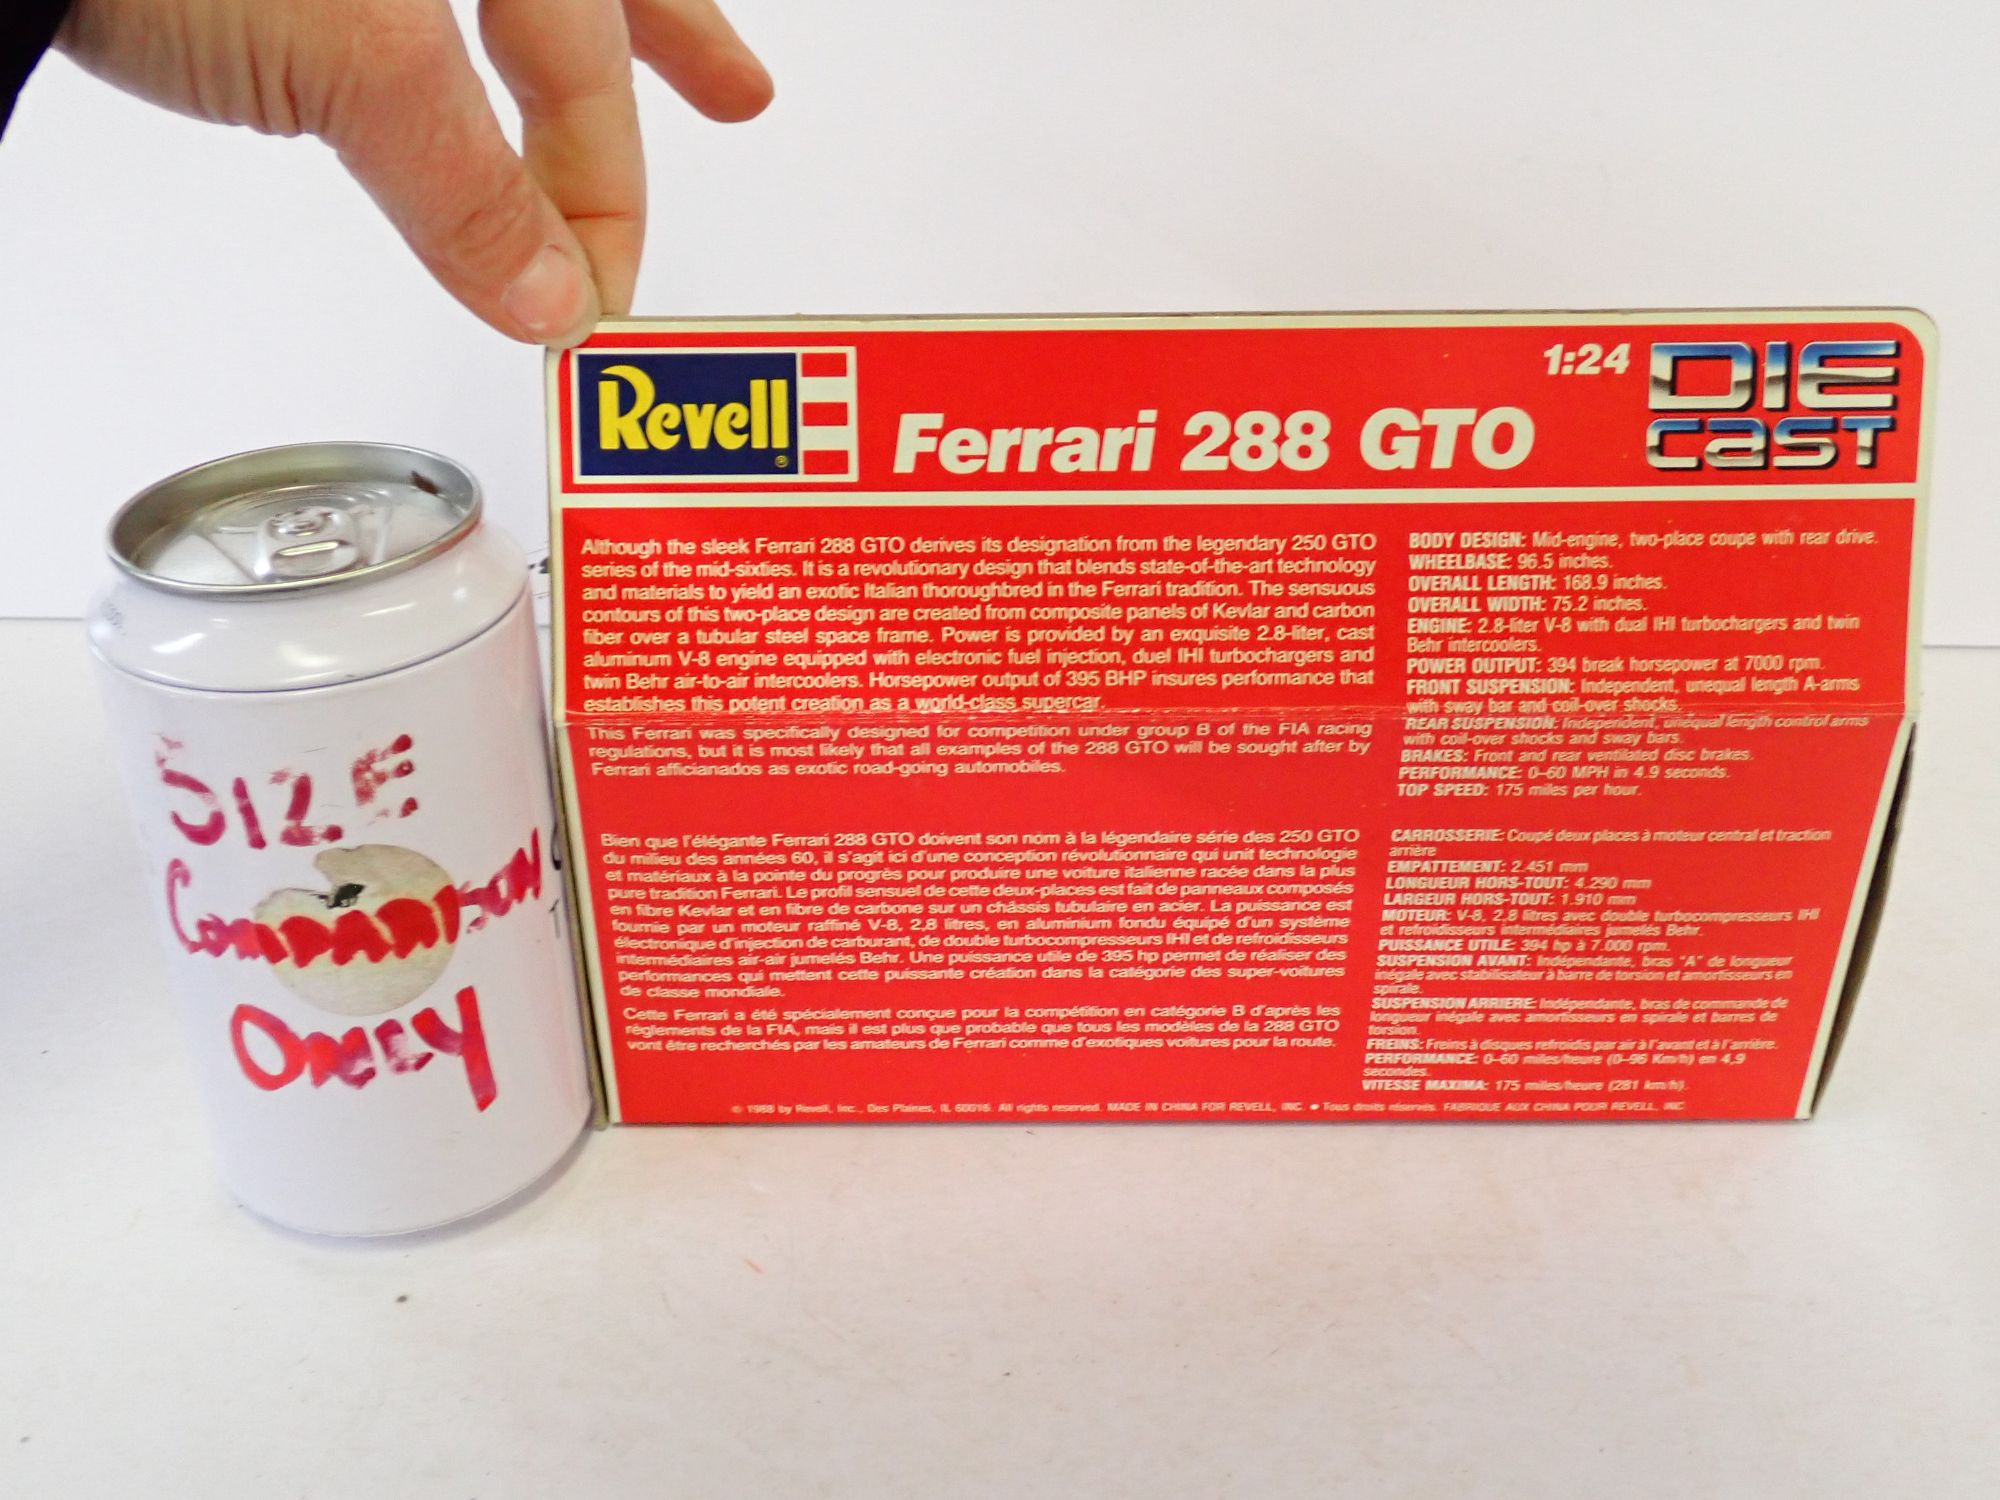 Revell
®
Ferrari 288 GTO
1:24
DIE
CAST
Although the sleek Ferrari 288 GTO derives its designation from the legendary 250 GTO
series of the mid-sixties. It is a revolutionary design that blends state-of-the-art technology
and materials to yield an exotic Italian thoroughbred in the Ferrari tradition. The sensuous
contours of this two-place design are created from composite panels of Kevlar and carbon
fiber over a tubular steel space frame. Power is provided by an exquisite 2.8-liter, cast
aluminum V-8 engine equipped with electronic fuel injection, duel IHI turbochargers and
twin Behr air-to-air intercoolers. Horsepower output of 395 BHP insures performance that
establishes this potent creation as a world-class supercar.
This Ferrari was specifically designed for competition under group B of the FIA racing
regulations, but it is most likely that all examples of the 288 GTO will be sought after by
Ferrari afficianados as exotic road-going automobiles.
BODY DESIGN: Mid-engine, two-place coupe with rear drive.
WHEELBASE: 96.5 inches.
OVERALL LENGTH: 168.9 inches.
OVERALL WIDTH: 75.2 inches.
ENGINE: 2.8-liter V-8 with dual IHI turbochargers and twin
Behr intercoolers.
POWER OUTPUT: 394 break horsepower at 7000 rpm.
FRONT SUSPENSION: Independent, unequal length A-arms
with sway bar and coil-over shocks.
REAR SUSPENSION: Independent, unequal length control arms
with coil-over shocks and sway bars.
BRAKES: Front and rear ventilated disc brakes.
PERFORMANCE: 0-60 MPH in 4.9 seconds.
TOP SPEED: 175 miles per hour.
Bien que l'élégante Ferrari 288 GTO doivent son nom à la légendaire série des 250 GTO
du milieu des années 60, il s'agit ici d'une conception révolutionnaire qui unit technologie
et matériaux à la pointe du progrès pour produire une voiture italienne racée dans la plus
pure tradition Ferrari. Le profil sensuel de cette deux-places est fait de panneaux composés
en fibre Kevlar et en fibre de carbone sur un châssis tubulaire en acier. La puissance est
fournie par un moteur raffiné V-8, 2,8 litres, en aluminium fondu équipé d'un système
électronique d'injection de carburant, de double turbocompresseurs IHI et de refroidisseurs
intermédiaires air-air jumelés Behr. Une puissance utile de 395 hp permet de réaliser des
performances qui mettent cette puissante création dans la catégorie des super-voitures
de classe mondiale.
Cette Ferrari a été spécialement conçue pour la compétition en catégorie B d'après les
règlements de la FIA, mais il est plus que probable que tous les modèles de la 288 GTO
vont être recherchés par les amateurs de Ferrari comme d'exotiques voitures pour la route.
CARROSSERIE: Coupé deux places à moteur central et traction
arrière
EMPATTEMENT: 2.451 mm
LONGUEUR HORS-TOUT: 4.290 mm
LARGEUR HORS-TOUT: 1.910 mm
MOTEUR: V-8, 2,8 litres avec double turbocompresseurs IHI
et refroidisseurs intermédiaires jumelés Behr.
PUISSANCE UTILE: 394 hp à 7.000 rpm.
SUSPENSION AVANT: Indépendante, bras "A" de longueur
inégale avec stabilisateur à barre de torsion et amortisseurs en
spirale.
SUSPENSION ARRIERE: Indépendante, bras de commande de
longueur inégale avec amortisseurs en spirale et barres de
torsion.
FREINS: Freins à disques refroidis par air à l'avant et à l'arrière.
PERFORMANCE: 0-60 miles/heure (0-96 Km/h) en 4,9
secondes.
VITESSE MAXIMA: 175 miles/heure (281 km/h).
© 1988 by Revell, Inc., Des Plaines, IL 60016. All rights reserved. MADE IN CHINA FOR REVELL, INC. • Tous droits réservés. FABRIQUE AUX CHINA POUR REVELL, INC.
SIZE
COMPARISON
ONLY